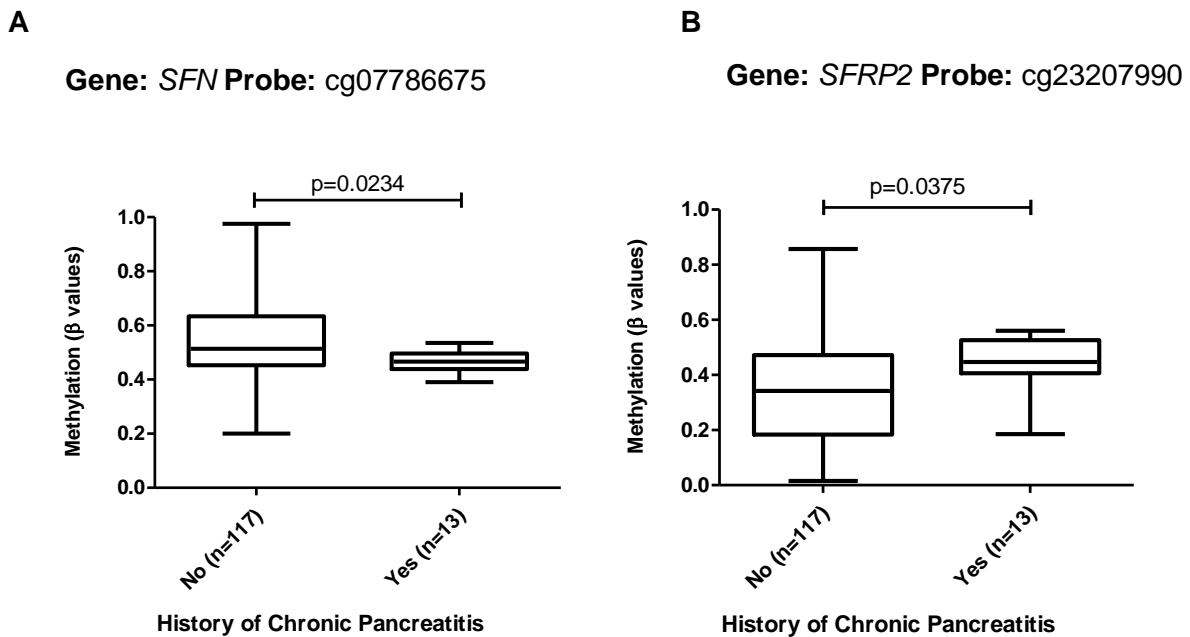 A
Gene: SFN Probe: cg07786675
p=0.0234
1.0
0.8
0.6
0.4
0.2
0.0
Methylation (β values)
No (n=117)
Yes (n=13)
History of Chronic Pancreatitis
B
Gene: SFRP2 Probe: cg23207990
p=0.0375
1.0
0.8
0.6
0.4
0.2
0.0
Methylation (β values)
No (n=117)
Yes (n=13)
History of Chronic Pancreatitis